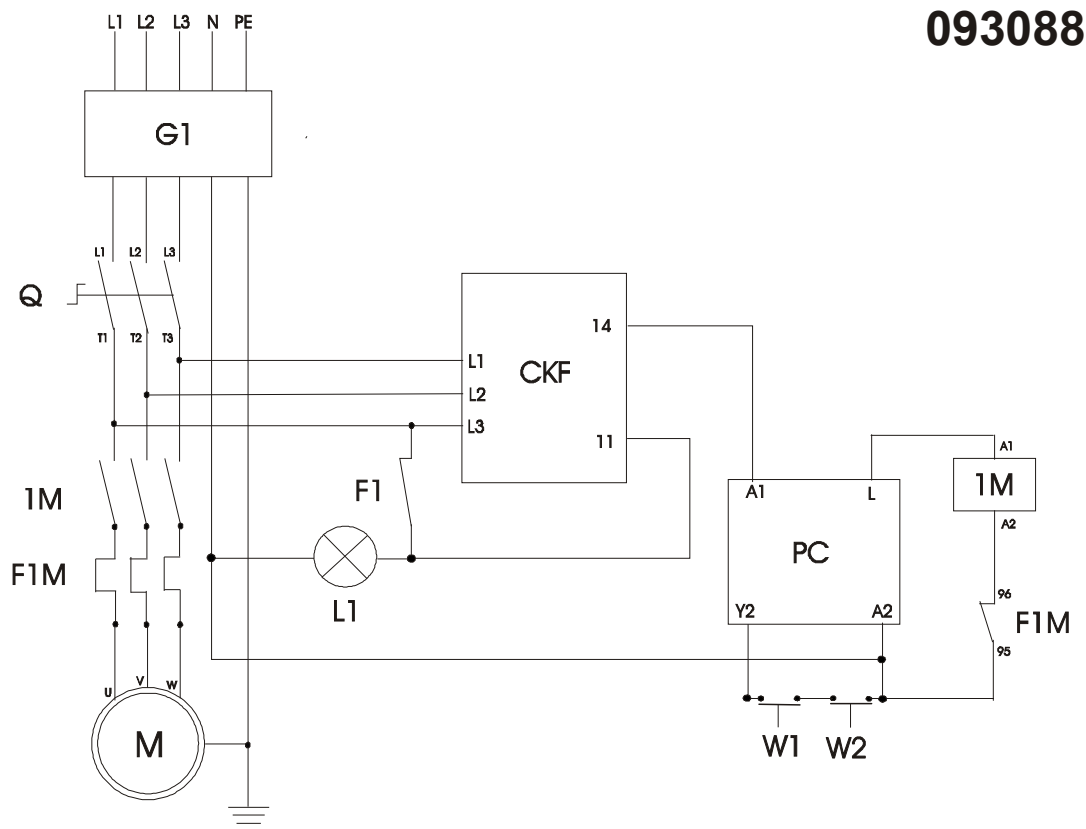 L1 L2 L3 N PE
093088
G1
L1 L2 L3
Q
T1 T2 T3
CKF
14
L1
L2
L3
11
F1
1M
F1M
L1
A1 L
PC
Y2 A2
A1
1M
A2
96
F1M
95
U V W
M
W1 W2